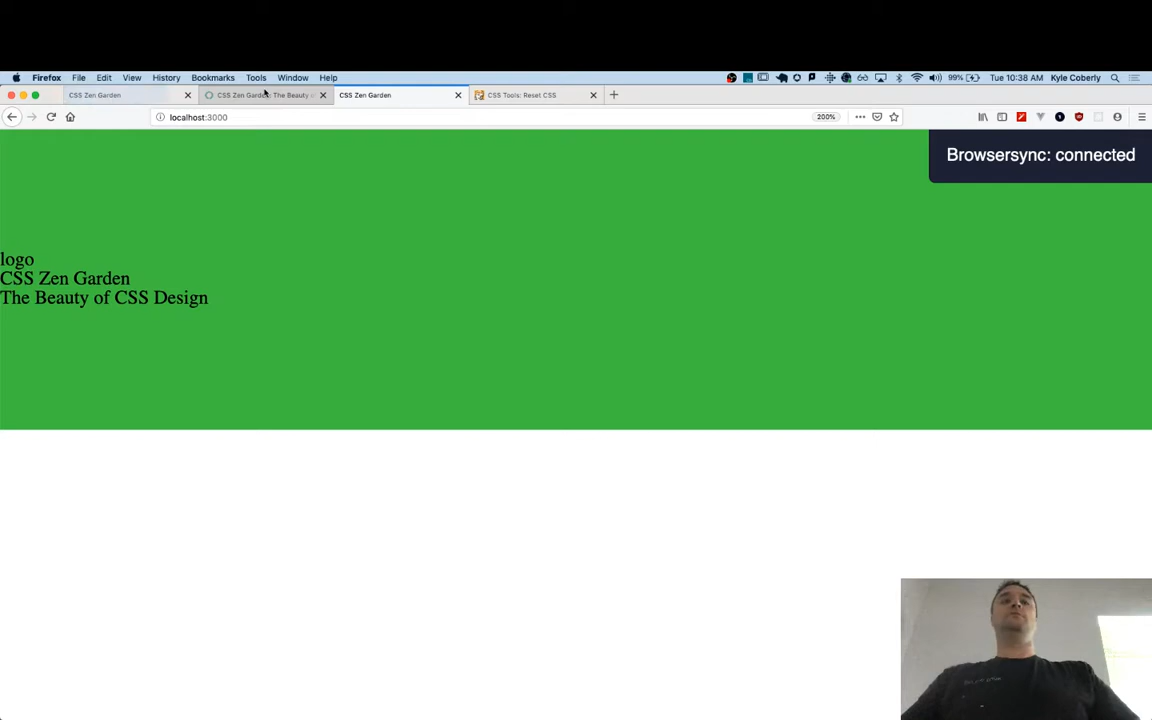 Firefox File Edit View History Bookmarks Tools Window Help 99% Tue 10:38 AM Kyle Coberly
CSS Zen Garden CSS Zen Garden: The Beauty o CSS Zen Garden CSS Tools: Reset CSS
localhost:3000 200%
Browsersync: connected
logo
CSS Zen Garden
The Beauty of CSS Design